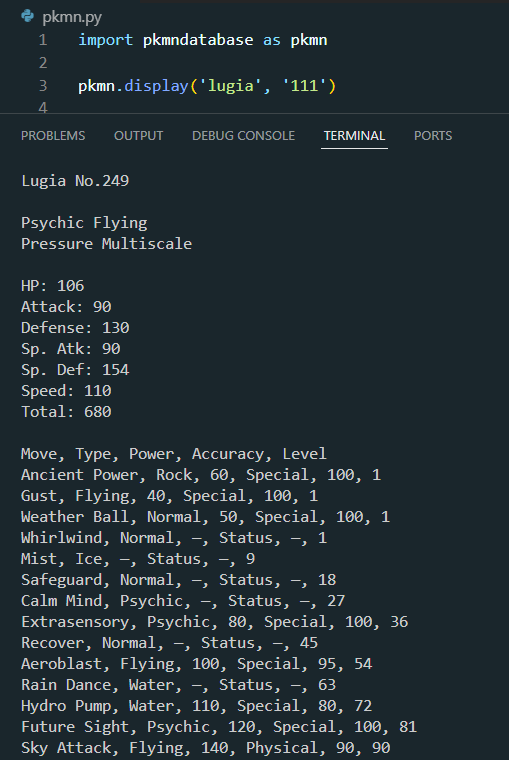 pkmn.py
1 import pkmndatabase as pkmn
2
3 pkmn.display('lugia', '111')
4
PROBLEMS OUTPUT DEBUG CONSOLE TERMINAL PORTS
Lugia No.249
Psychic Flying
Pressure Multiscale
HP: 106
Attack: 90
Defense: 130
Sp. Atk: 90
Sp. Def: 154
Speed: 110
Total: 680
Move, Type, Power, Accuracy, Level
Ancient Power, Rock, 60, Special, 100, 1
Gust, Flying, 40, Special, 100, 1
Weather Ball, Normal, 50, Special, 100, 1
Whirlwind, Normal, —, Status, —, 1
Mist, Ice, —, Status, —, 9
Safeguard, Normal, —, Status, —, 18
Calm Mind, Psychic, —, Status, —, 27
Extrasensory, Psychic, 80, Special, 100, 36
Recover, Normal, —, Status, —, 45
Aeroblast, Flying, 100, Special, 95, 54
Rain Dance, Water, —, Status, —, 63
Hydro Pump, Water, 110, Special, 80, 72
Future Sight, Psychic, 120, Special, 100, 81
Sky Attack, Flying, 140, Physical, 90, 90